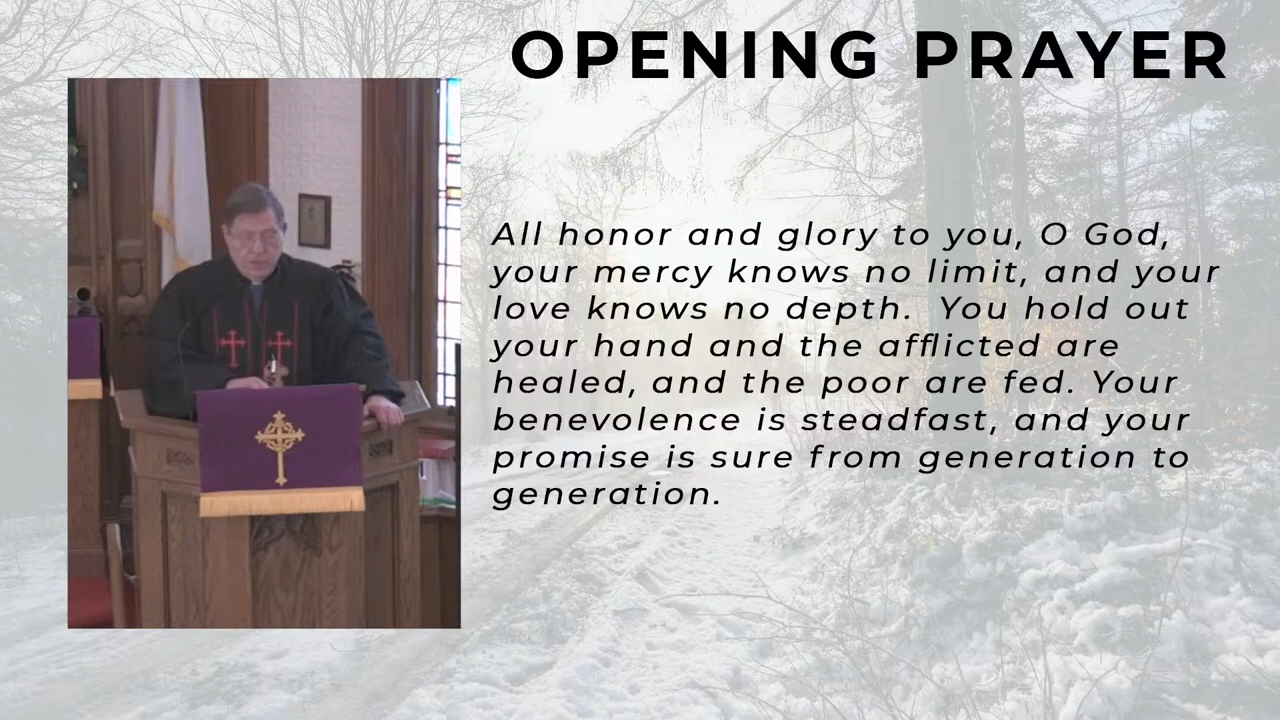 OPENING PRAYER
All honor and glory to you, O God,
your mercy knows no limit, and your
love knows no depth.  You hold out
your hand and the afflicted are
healed, and the poor are fed. Your
benevolence is steadfast, and your
promise is sure from generation to
generation.